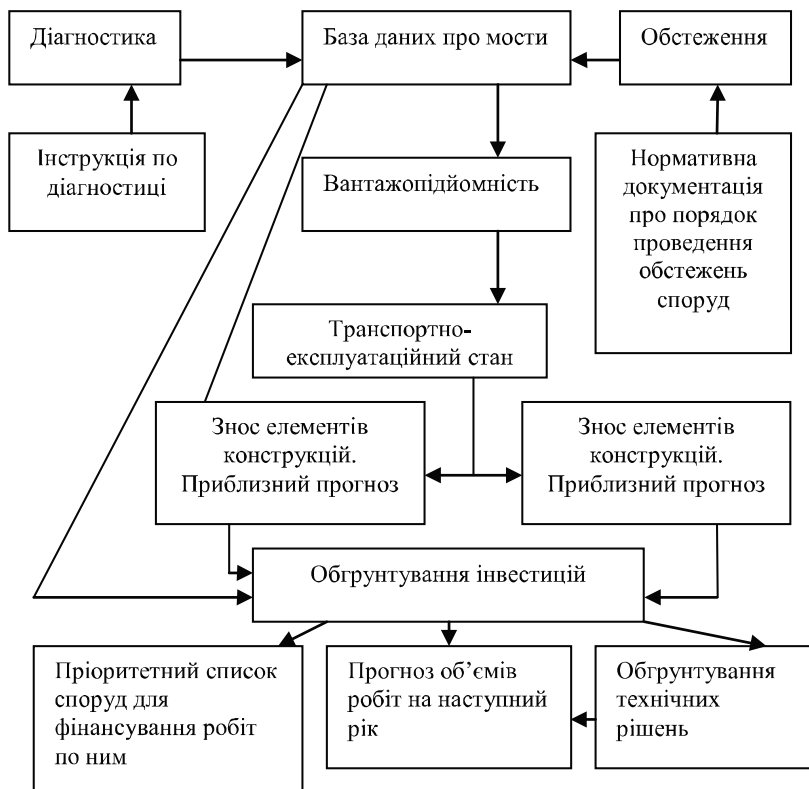 Діагностика
База даних про мости
Обстеження
Інструкція по
діагностиці
Вантажопідйомність
Нормативна
документація
про порядок
проведення
обстежень
споруд
Транспортно-
експлуатаційний стан
Знос елементів
конструкцій.
Приблизний прогноз
Знос елементів
конструкцій.
Приблизний прогноз
Обгрунтування інвестицій
Пріоритетний список
споруд для
фінансування робіт
по ним
Прогноз об’ємів
робіт на наступний
рік
Обгрунтування
технічних
рішень